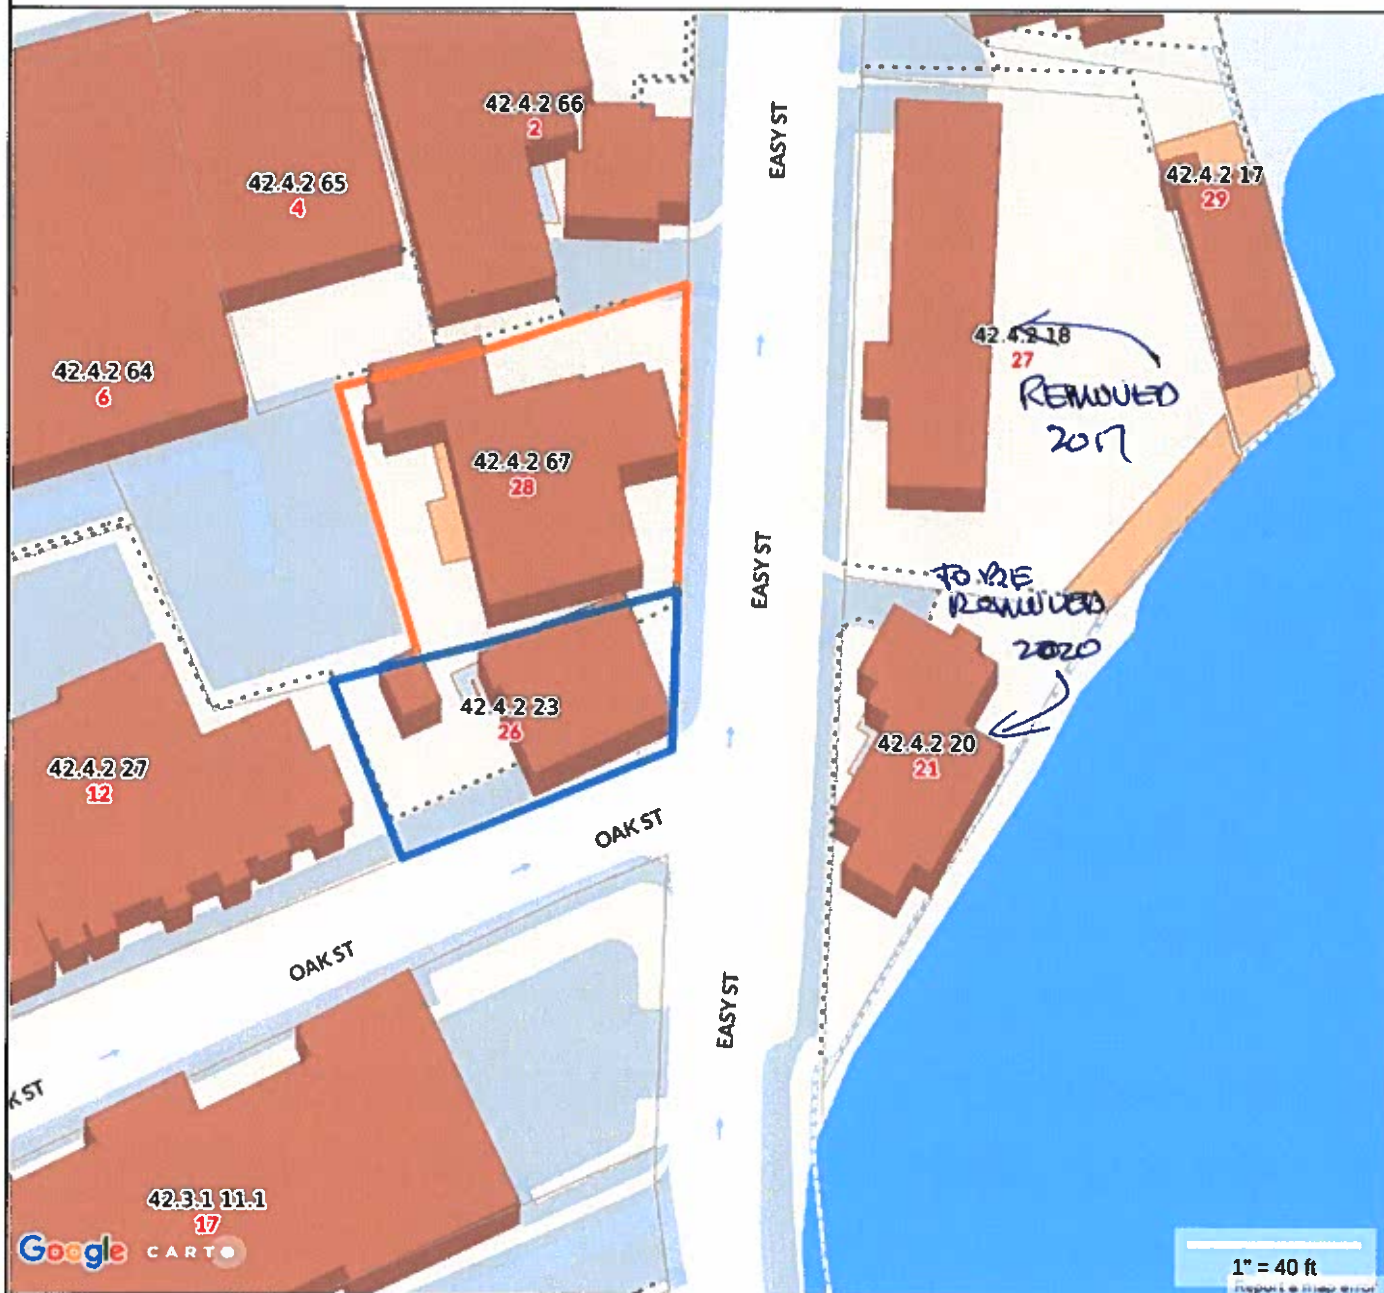 42.4.2 66
2
EASY ST
42.4.2 65
4
42.4.2 17
29
42.4.2 18
27
42.4.2 64
6
REMOVED
2017
42.4.2 67
28
EASY ST
TO BE
REMOVED
2020
42.4.2 23
26
42.4.2 20
21
42.4.2 27
12
OAK ST
OAK ST
EASY ST
K ST
42.3.1 11.1
17
Google CARTO
1" = 40 ft
Report a map error